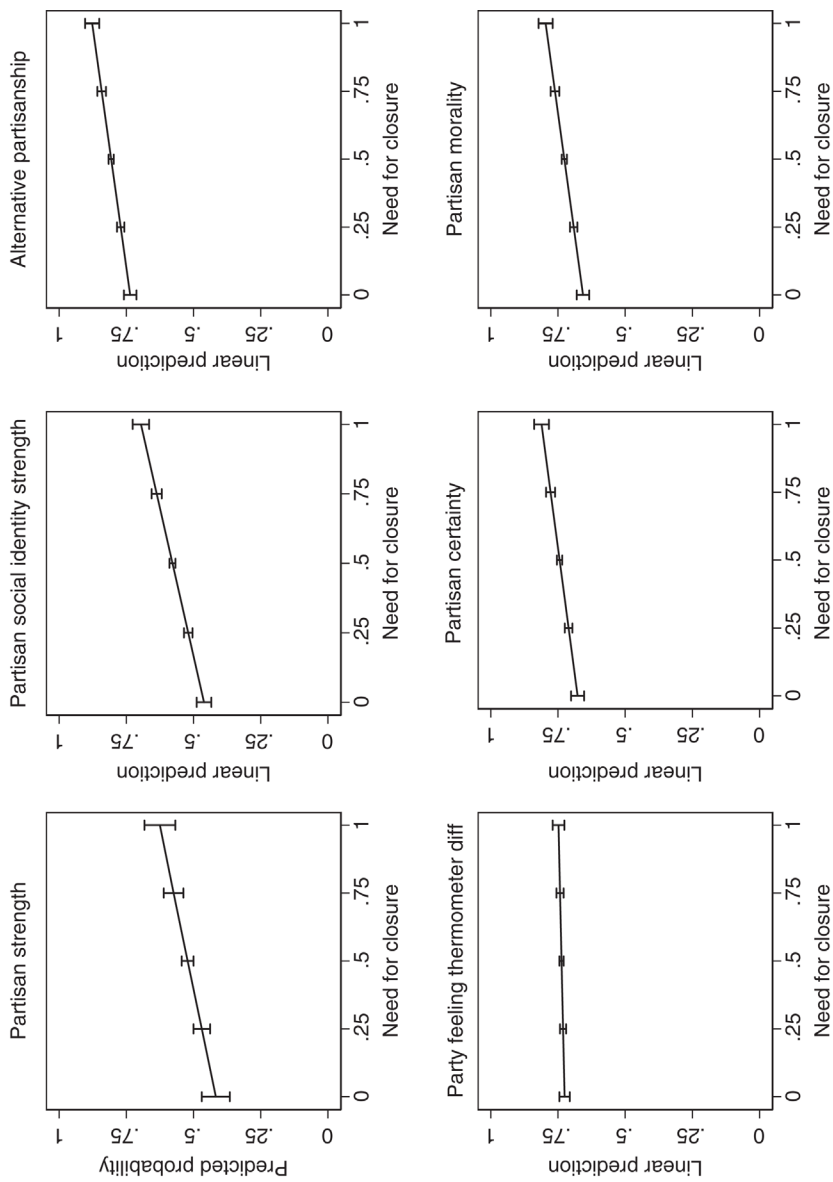 Partisan strength
Predicted probability
1
.75
.5
.25
0
0 .25 .5 .75 1
Need for closure
Partisan social identity strength
Linear prediction
1
.75
.5
.25
0
0 .25 .5 .75 1
Need for closure
Alternative partisanship
Linear prediction
1
.75
.5
.25
0
0 .25 .5 .75 1
Need for closure
Party feeling thermometer diff
Linear prediction
1
.75
.5
.25
0
0 .25 .5 .75 1
Need for closure
Partisan certainty
Linear prediction
1
.75
.5
.25
0
0 .25 .5 .75 1
Need for closure
Partisan morality
Linear prediction
1
.75
.5
.25
0
0 .25 .5 .75 1
Need for closure